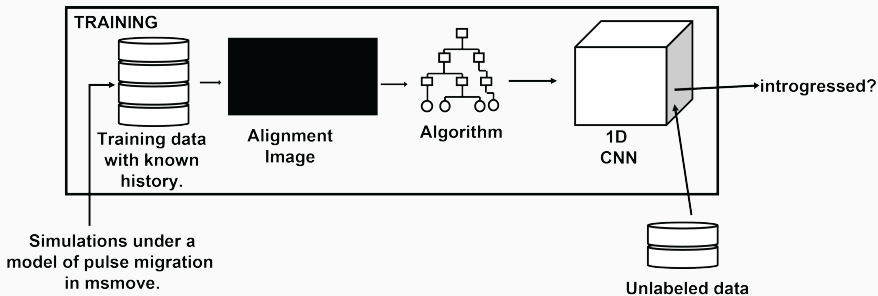 TRAINING
Training data
with known
history.
Alignment
Image
Algorithm
1D
CNN
introgressed?
Simulations under a
model of pulse migration
in msmove.
Unlabeled data